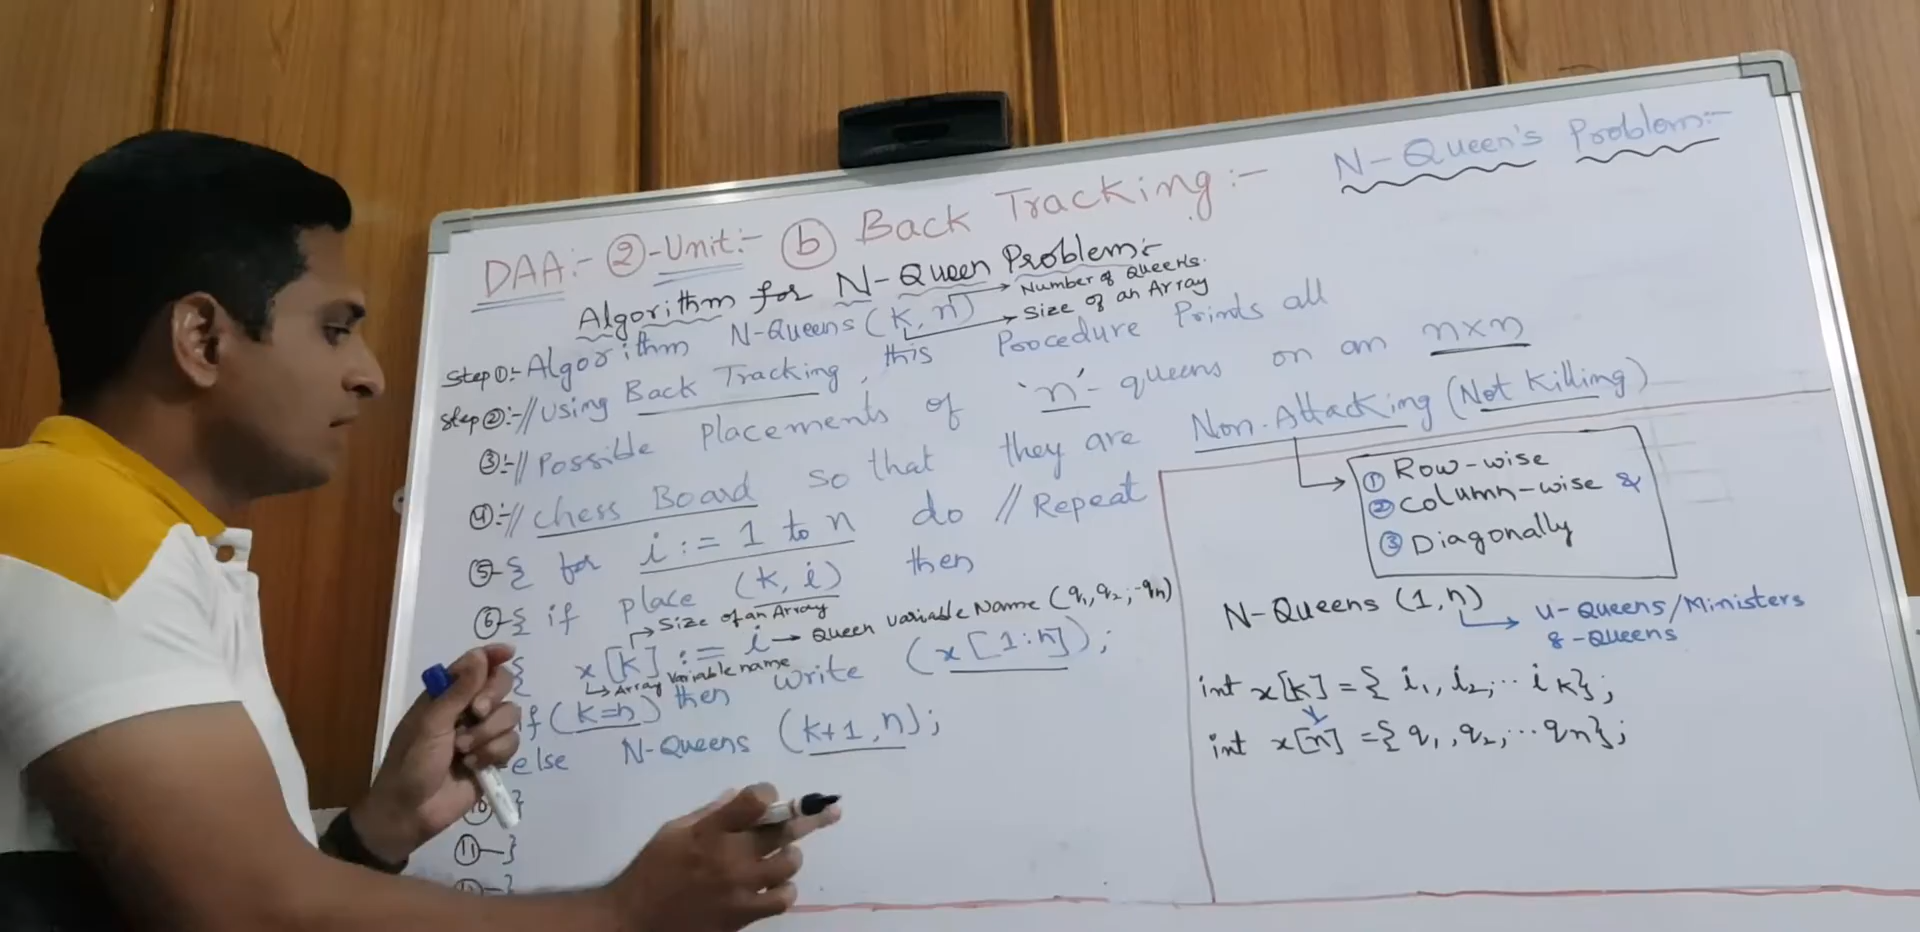 N-Queen's Problem:-
DAA:- ②-Unit:- ⓑ Back Tracking:-
Algorithm for N-Queen Problem:-
Step①:- Algorithm N-Queens (k, n) → Number of Queens.
→ Size of an Array
Step②:- // Using Back Tracking, this Procedure Prints all
③:- // Possible Placements of 'n'- queens on an n×n
④:- // Chess Board so that they are Non-Attacking (Not Killing)
⑤- { for i := 1 to n do // Repeat
⑥- { if place (k, i) then
→ Size of an Array
{ x[k] := i → Queen variable Name (q1, q2, -- qn)
→ Array variable name
if (k=n) then write (x[1:n]);
else N-Queens (k+1, n);
⑩ }
⑪— }
— }
① Row-wise
② Column-wise &
③ Diagonally
N-Queens (1, n)
→ 4-Queens/Ministers
8-Queens
int x[k] = { i1, i2, ... ik};
int x[n] = { q1, q2, ... qn};